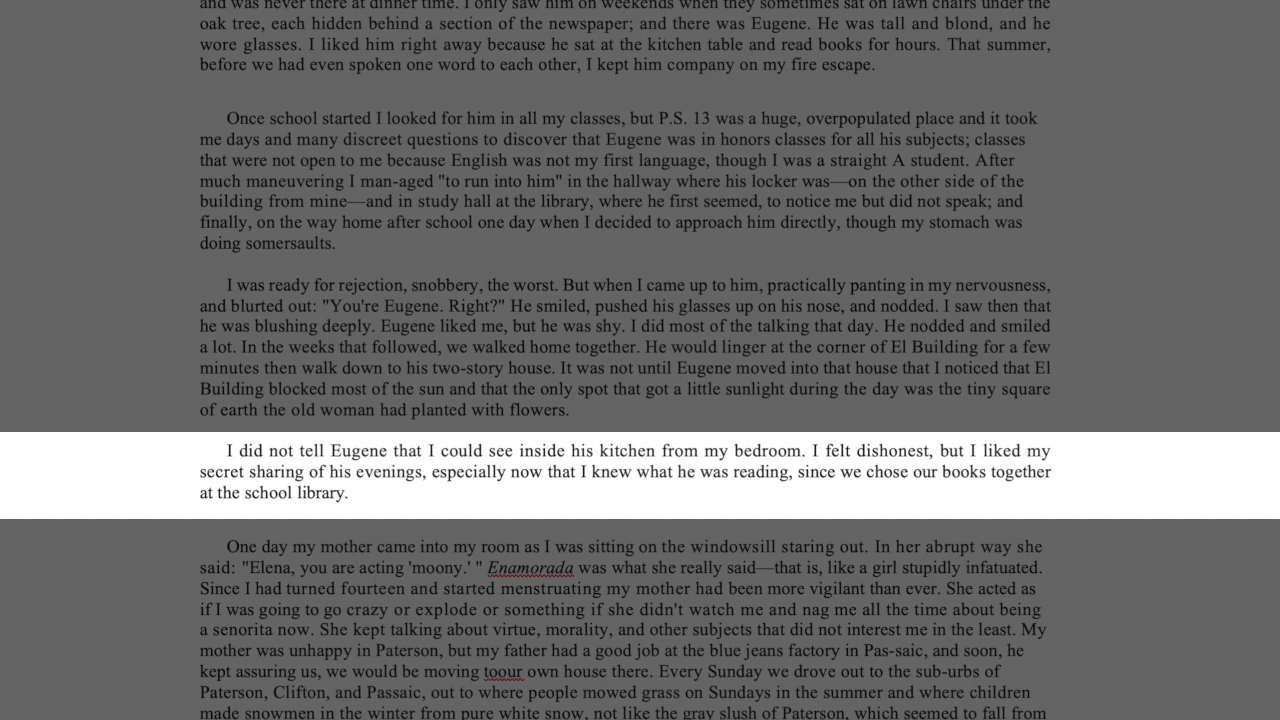 and was never there at dinner time. I only saw him on weekends when they sometimes sat on lawn chairs under the
oak tree, each hidden behind a section of the newspaper; and there was Eugene. He was tall and blond, and he
wore glasses. I liked him right away because he sat at the kitchen table and read books for hours. That summer,
before we had even spoken one word to each other, I kept him company on my fire escape.
Once school started I looked for him in all my classes, but P.S. 13 was a huge, overpopulated place and it took
me days and many discreet questions to discover that Eugene was in honors classes for all his subjects; classes
that were not open to me because English was not my first language, though I was a straight A student. After
much maneuvering I man-aged "to run into him" in the hallway where his locker was—on the other side of the
building from mine—and in study hall at the library, where he first seemed, to notice me but did not speak; and
finally, on the way home after school one day when I decided to approach him directly, though my stomach was
doing somersaults.
I was ready for rejection, snobbery, the worst. But when I came up to him, practically panting in my nervousness,
and blurted out: "You're Eugene. Right?" He smiled, pushed his glasses up on his nose, and nodded. I saw then that
he was blushing deeply. Eugene liked me, but he was shy. I did most of the talking that day. He nodded and smiled
a lot. In the weeks that followed, we walked home together. He would linger at the corner of El Building for a few
minutes then walk down to his two-story house. It was not until Eugene moved into that house that I noticed that El
Building blocked most of the sun and that the only spot that got a little sunlight during the day was the tiny square
of earth the old woman had planted with flowers.
I did not tell Eugene that I could see inside his kitchen from my bedroom. I felt dishonest, but I liked my
secret sharing of his evenings, especially now that I knew what he was reading, since we chose our books together
at the school library.
One day my mother came into my room as I was sitting on the windowsill staring out. In her abrupt way she
said: "Elena, you are acting 'moony.' " Enamorada was what she really said—that is, like a girl stupidly infatuated.
Since I had turned fourteen and started menstruating my mother had been more vigilant than ever. She acted as
if I was going to go crazy or explode or something if she didn't watch me and nag me all the time about being
a senorita now. She kept talking about virtue, morality, and other subjects that did not interest me in the least. My
mother was unhappy in Paterson, but my father had a good job at the blue jeans factory in Pas-saic, and soon, he
kept assuring us, we would be moving toour own house there. Every Sunday we drove out to the sub-urbs of
Paterson, Clifton, and Passaic, out to where people mowed grass on Sundays in the summer and where children
made snowmen in the winter from pure white snow, not like the gray slush of Paterson, which seemed to fall from